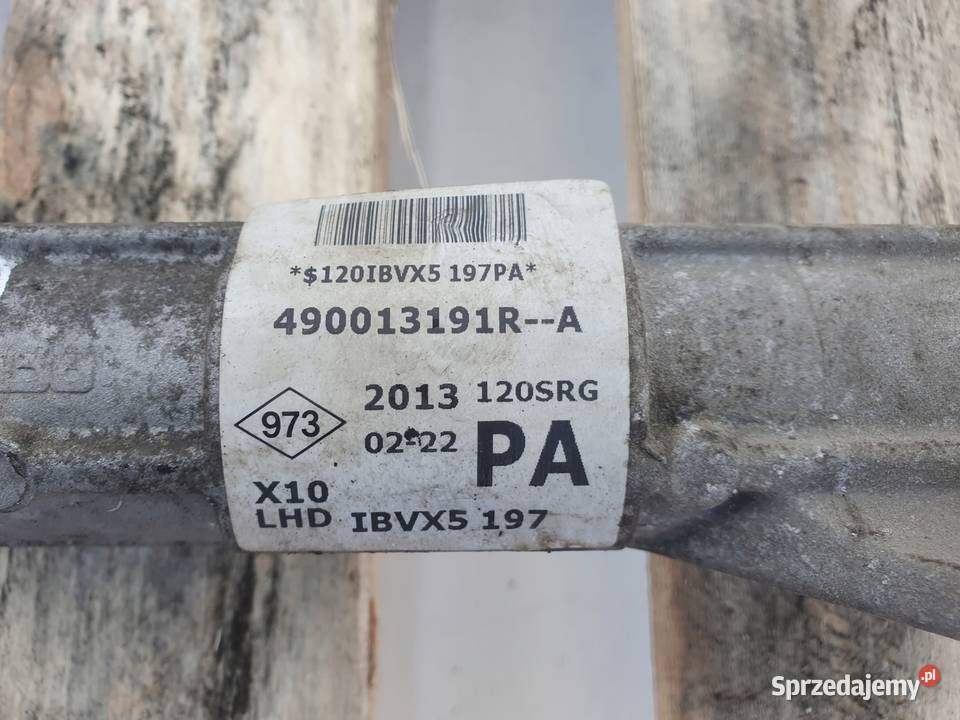 *$120IBVX5 197PA*
490013191R--A
973
2013 120SRG
02-22 PA
X10
LHD IBVX5 197
Sprzedajemy.pl